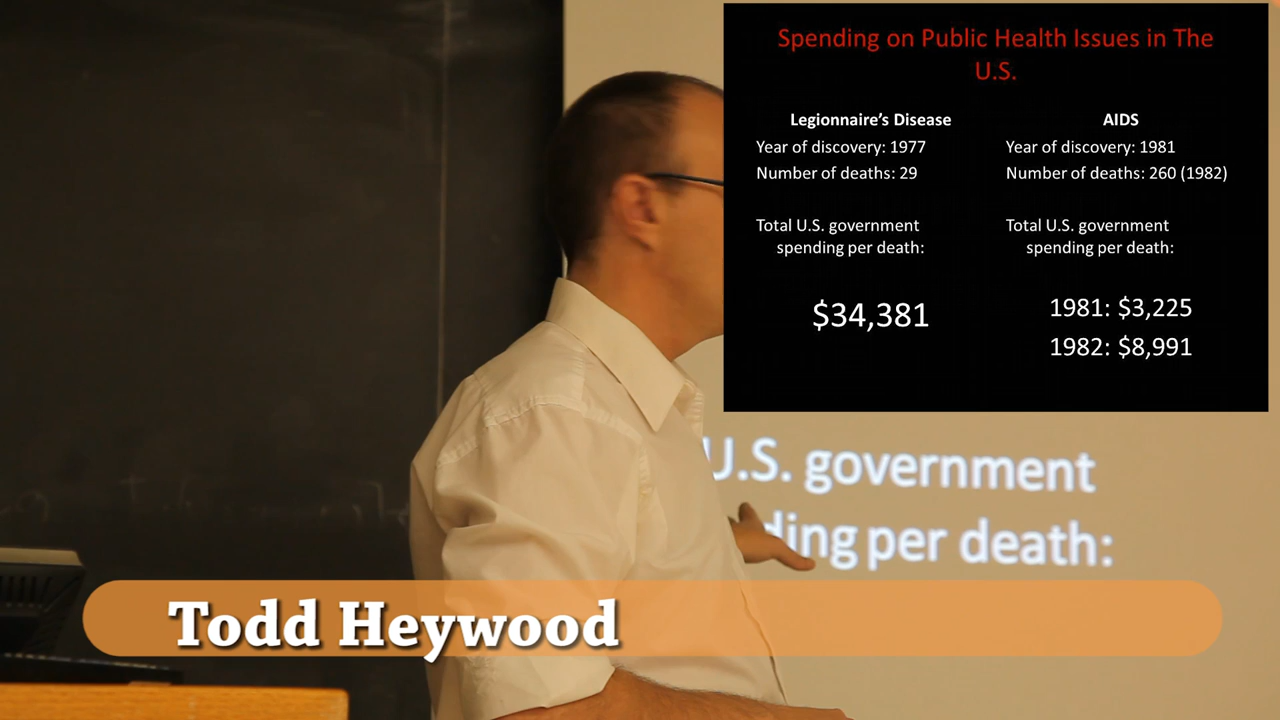 Spending on Public Health Issues in The
U.S.
Legionnaire’s Disease
Year of discovery: 1977
Number of deaths: 29
Total U.S. government
spending per death:
$34,381
AIDS
Year of discovery: 1981
Number of deaths: 260 (1982)
Total U.S. government
spending per death:
1981: $3,225
1982: $8,991
U.S. government
per death:
Todd Heywood